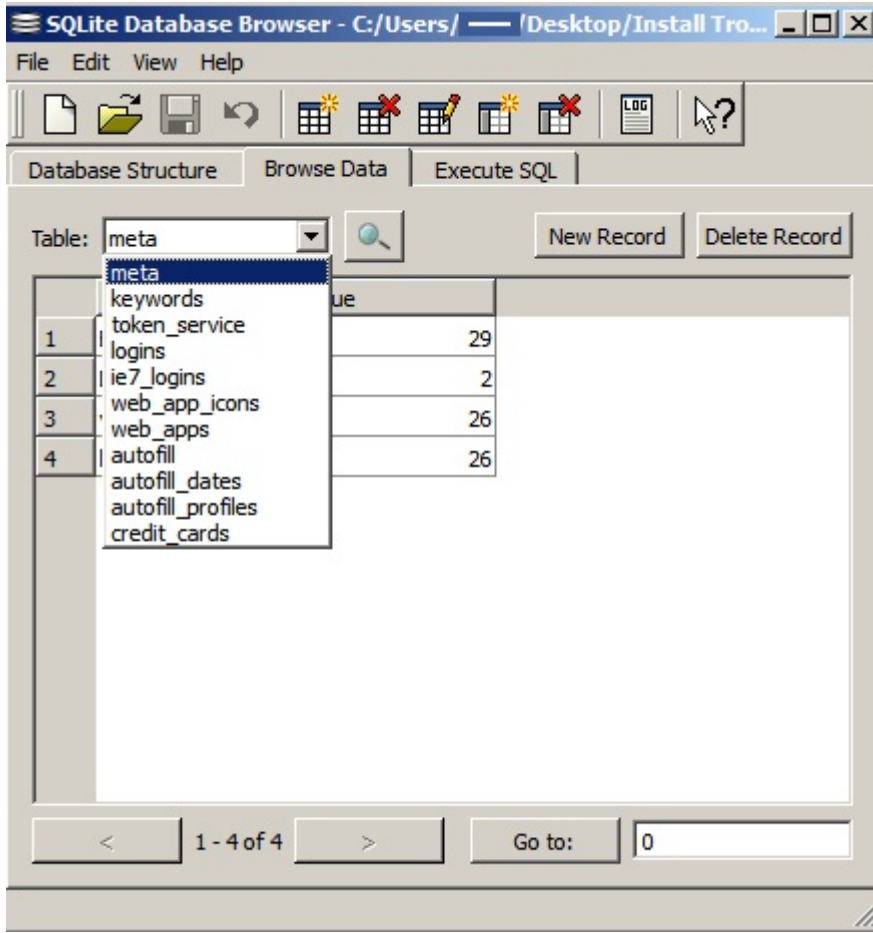 SQLite Database Browser - C:/Users/ /Desktop/Install Tro...
File Edit View Help
LOG
?
Database Structure Browse Data Execute SQL
Table: meta New Record Delete Record
meta
keywords
token_service
logins
ie7_logins
web_app_icons
web_apps
autofill
autofill_dates
autofill_profiles
credit_cards
ue
1 29
2 2
3 26
4 26
< 1 - 4 of 4 > Go to: 0